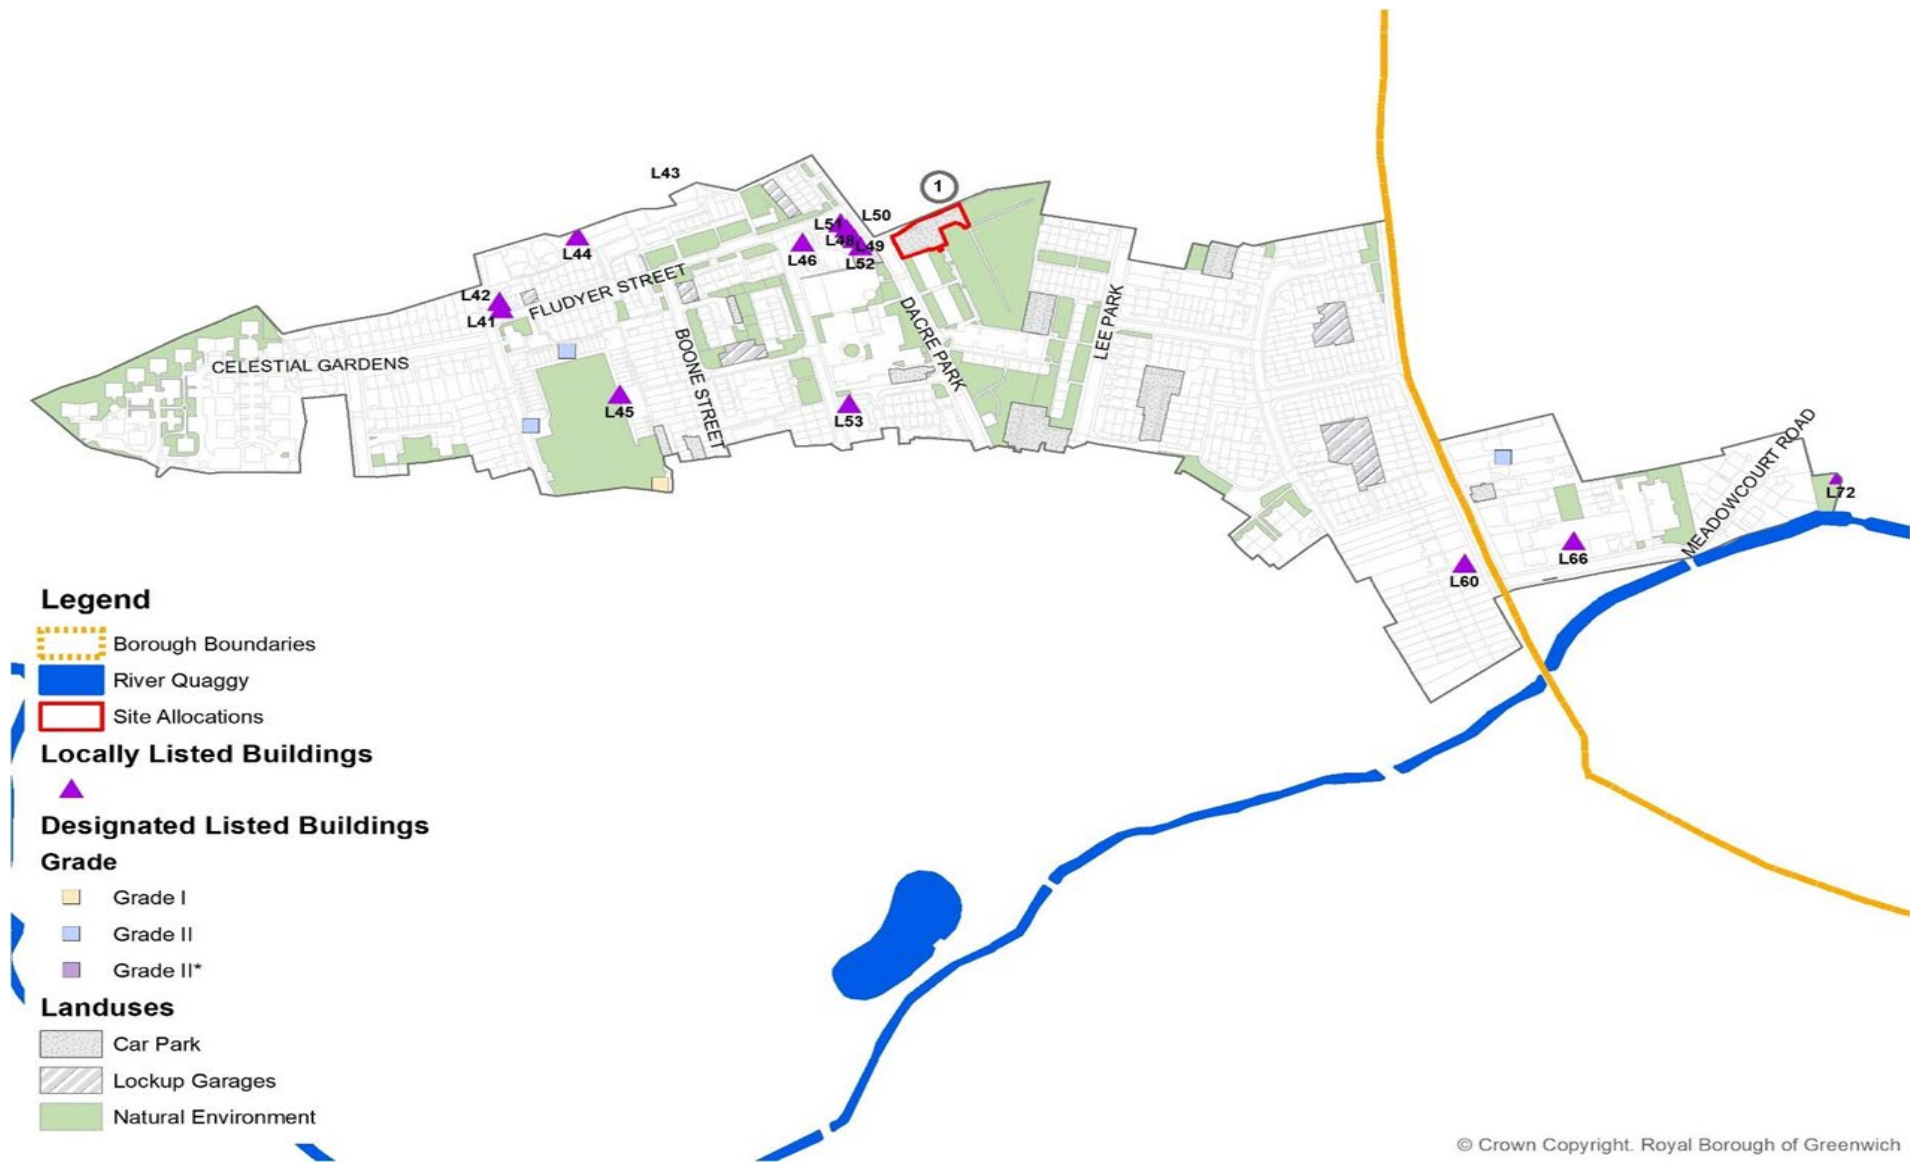 1
L43
L50
L51
L48
L49
L46
L52
L44
L42
L41
FLUDYER STREET
CELESTIAL GARDENS
BOONE STREET
DACRE PARK
LEE PARK
L45
L53
MEADOWCOURT ROAD
L72
L66
L60
Legend
Borough Boundaries
River Quaggy
Site Allocations
Locally Listed Buildings
Designated Listed Buildings
Grade
Grade I
Grade II
Grade II*
Landuses
Car Park
Lockup Garages
Natural Environment
© Crown Copyright. Royal Borough of Greenwich